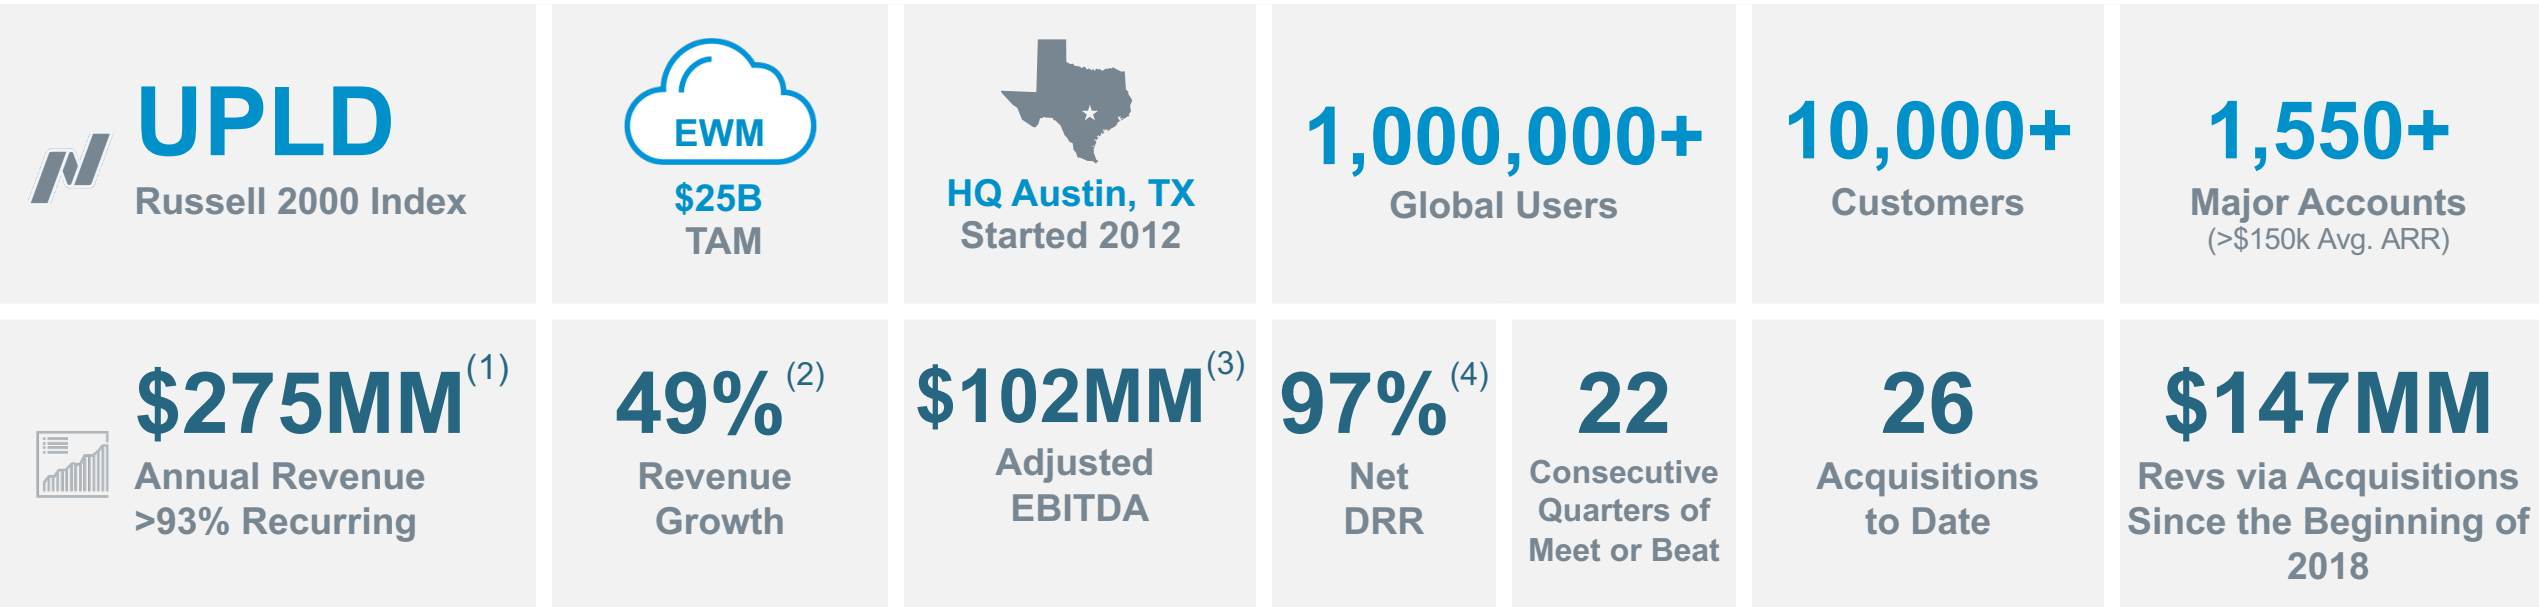 UPLD
Russell 2000 Index
EWM
$25B
TAM
HQ Austin, TX
Started 2012
1,000,000+
Global Users
10,000+
Customers
1,550+
Major Accounts
(>$150k Avg. ARR)
$275MM(1)
Annual Revenue
>93% Recurring
49%(2)
Revenue
Growth
$102MM(3)
Adjusted
EBITDA
97%(4)
Net
DRR
22
Consecutive
Quarters of
Meet or Beat
26
Acquisitions
to Date
$147MM
Revs via Acquisitions
Since the Beginning of
2018